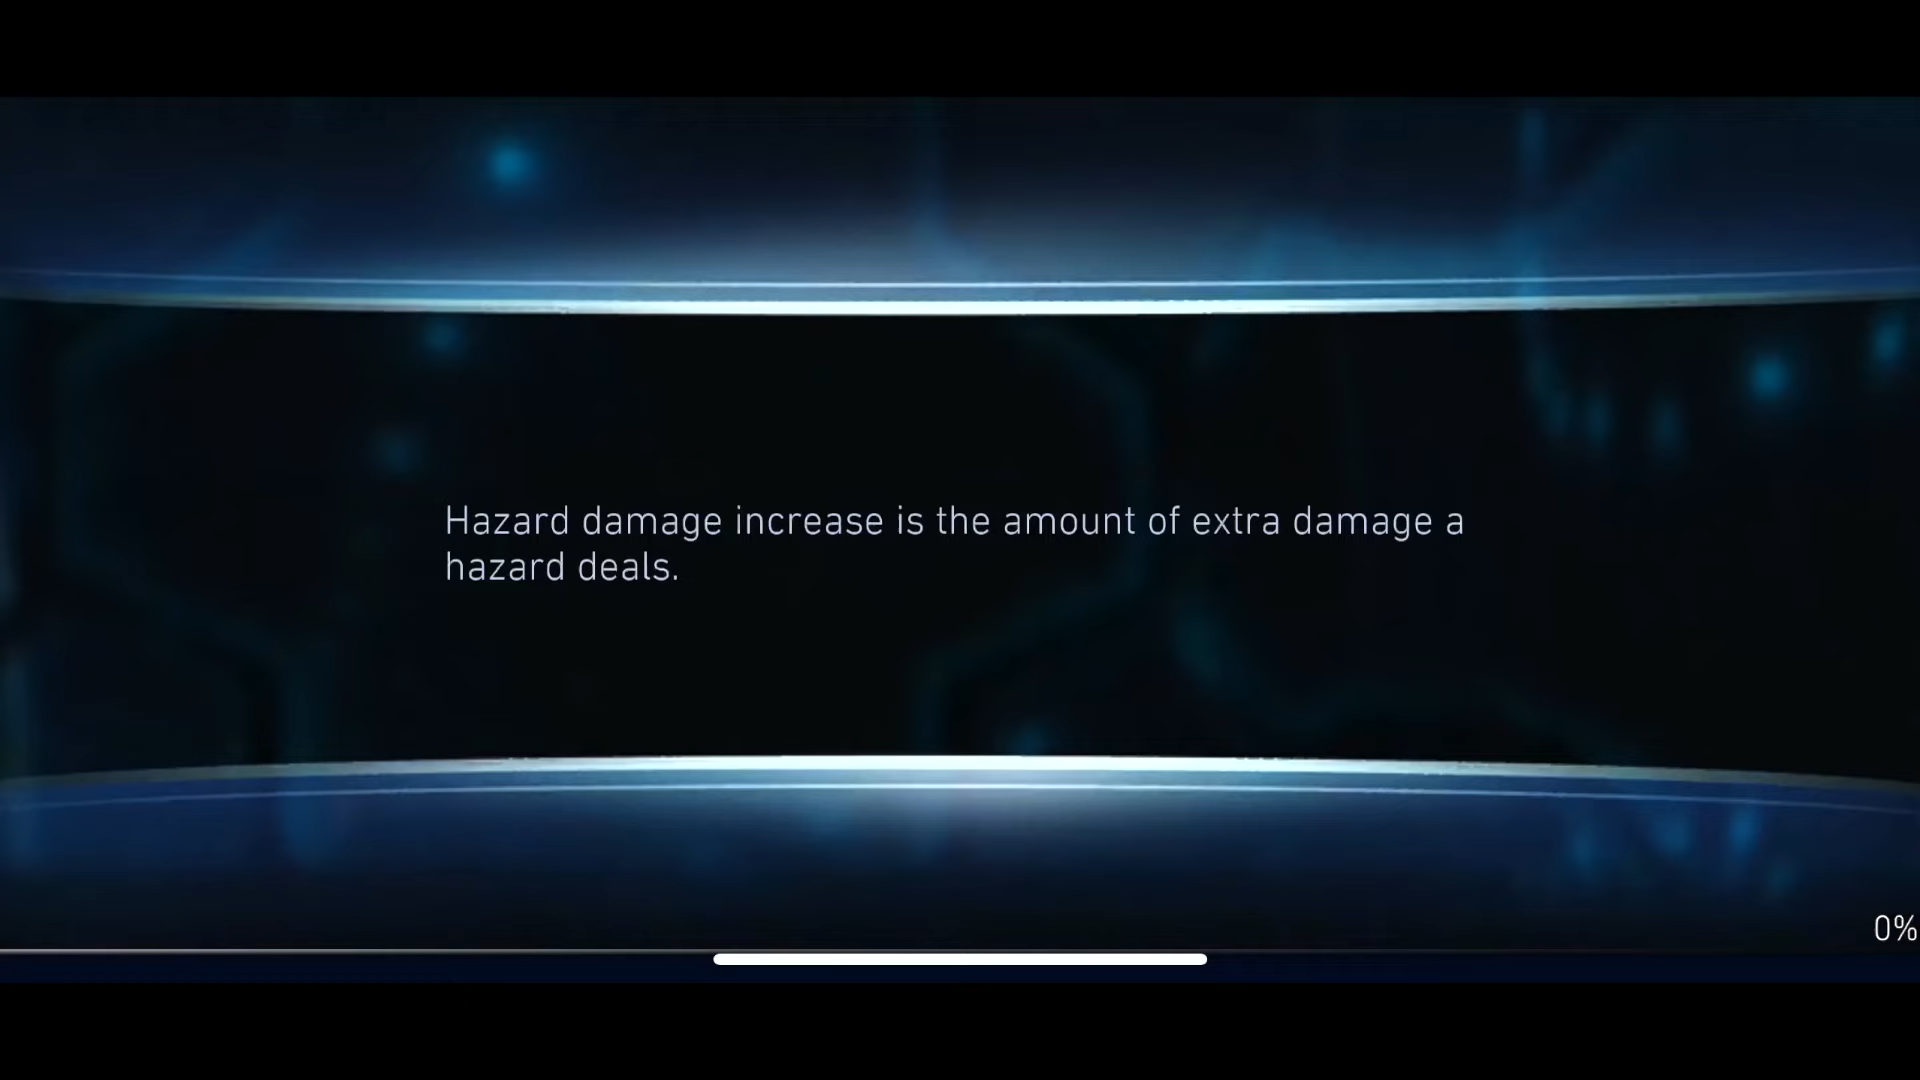 Hazard damage increase is the amount of extra damage a
hazard deals.
0%